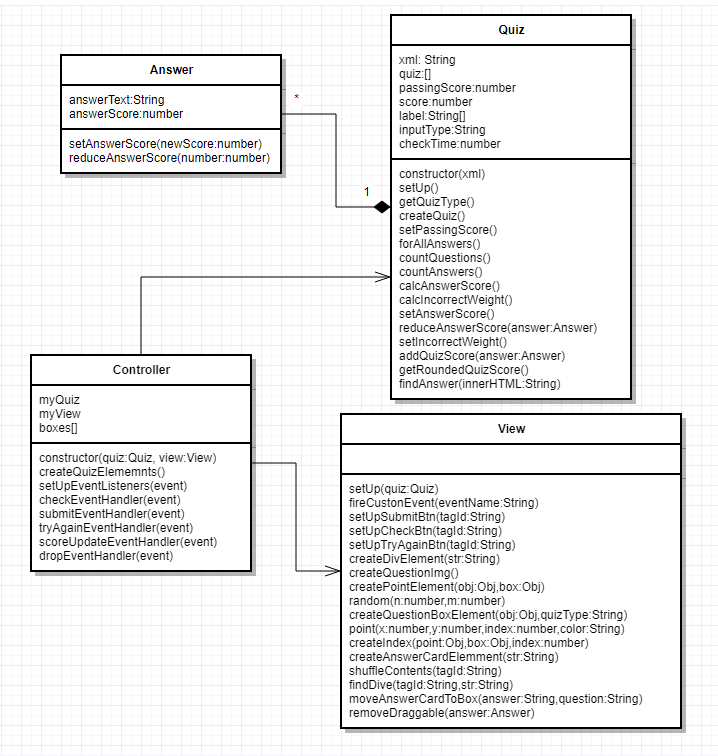 Answer
answerText:String
answerScore:number
setAnswerScore(newScore:number)
reduceAnswerScore(number:number)
*
1
Quiz
xml: String
quiz:[]
passingScore:number
score:number
label:String[]
inputType:String
checkTime:number
constructor(xml)
setUp()
getQuizType()
createQuiz()
setPassingScore()
forAllAnswers()
countQuestions()
countAnswers()
calcAnswerScore()
calcIncorrectWeight()
setAnswerScore()
reduceAnswerScore(answer:Answer)
setIncorrectWeight()
addQuizScore(answer:Answer)
getRoundedQuizScore()
findAnswer(innerHTML:String)
Controller
myQuiz
myView
boxes[]
constructor(quiz:Quiz, view:View)
createQuizElememnts()
setUpEventListeners(event)
checkEventHandler(event)
submitEventHandler(event)
tryAgainEventHandler(event)
scoreUpdateEventHandler(event)
dropEventHandler(event)
View
setUp(quiz:Quiz)
fireCustonEvent(eventName:String)
setUpSubmitBtn(tagId:String)
setUpCheckBtn(tagId:String)
setUpTryAgainBtn(tagId:String)
createDivElement(str:String)
createQuestionImg()
createPointElement(obj:Obj,box:Obj)
random(n:number,m:number)
createQuestionBoxElement(obj:Obj,quizType:String)
point(x:number,y:number,index:number,color:String)
createIndex(point:Obj,box:Obj,index:number)
createAnswerCardElemment(str:String)
shuffleContents(tagId:String)
findDive(tagId:String,str:String)
moveAnswerCardToBox(answer:String,question:String)
removeDraggable(answer:Answer)